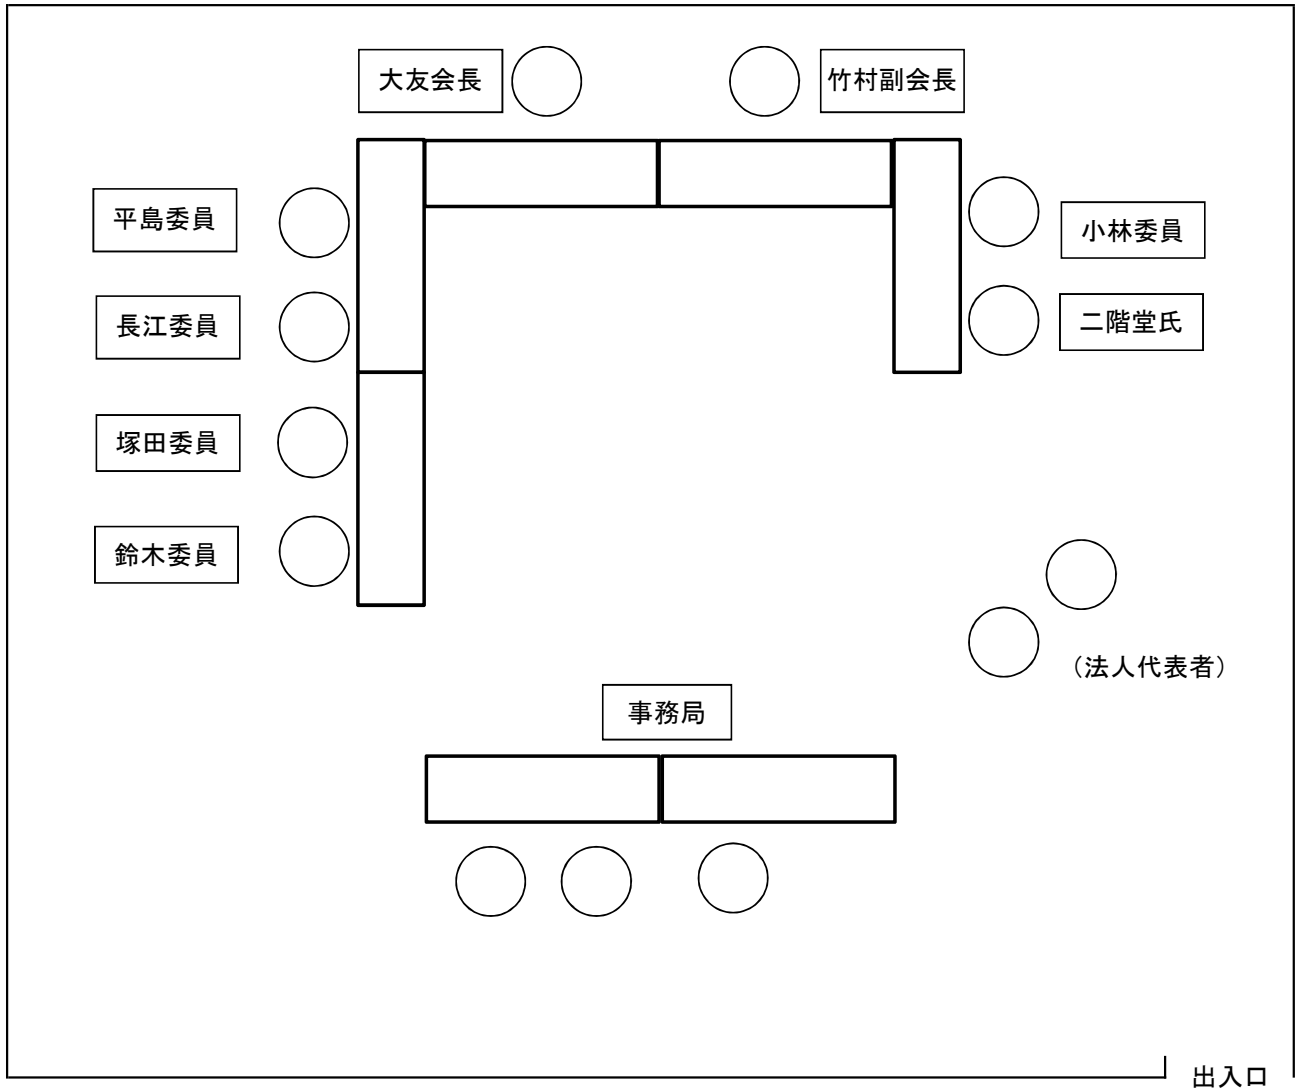 大友会長
竹村副会長
平島委員
小林委員
長江委員
二階堂氏
塚田委員
鈴木委員
（法人代表者）
事務局
出入口